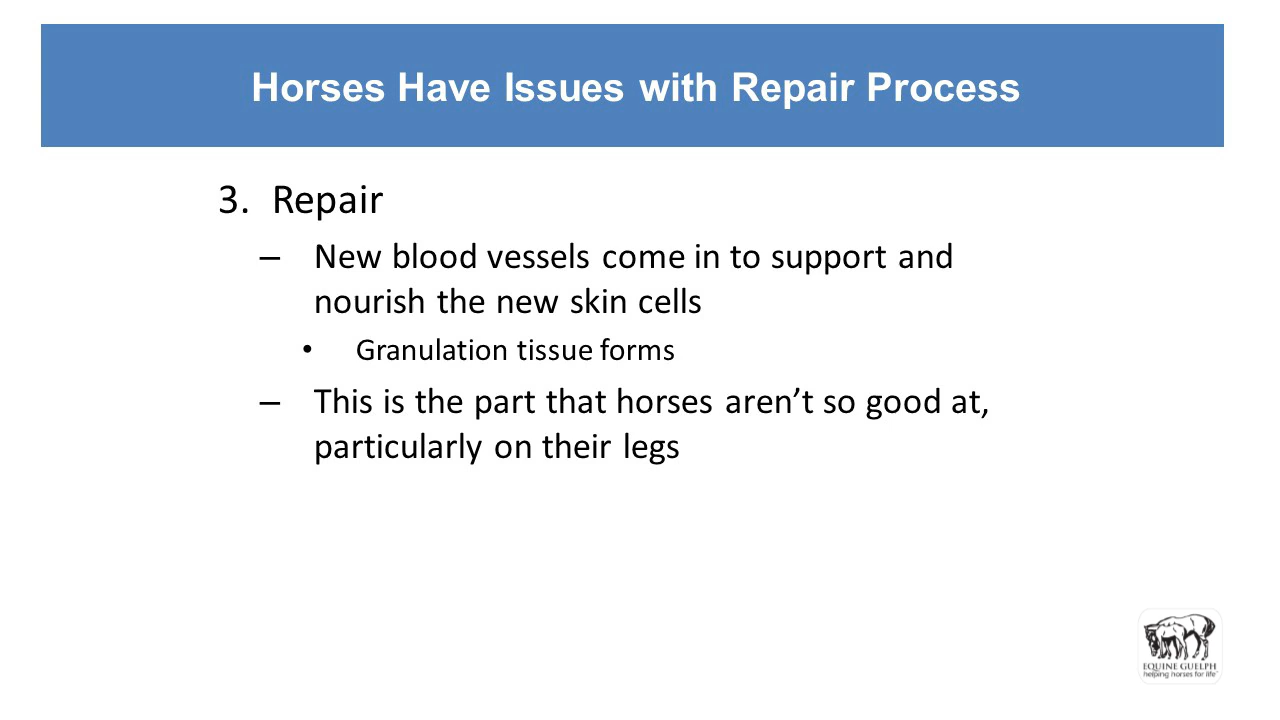 Horses Have Issues with Repair Process
3. Repair
– New blood vessels come in to support and
nourish the new skin cells
• Granulation tissue forms
– This is the part that horses aren’t so good at,
particularly on their legs
EQUINE GUELPH
helping horses for life™